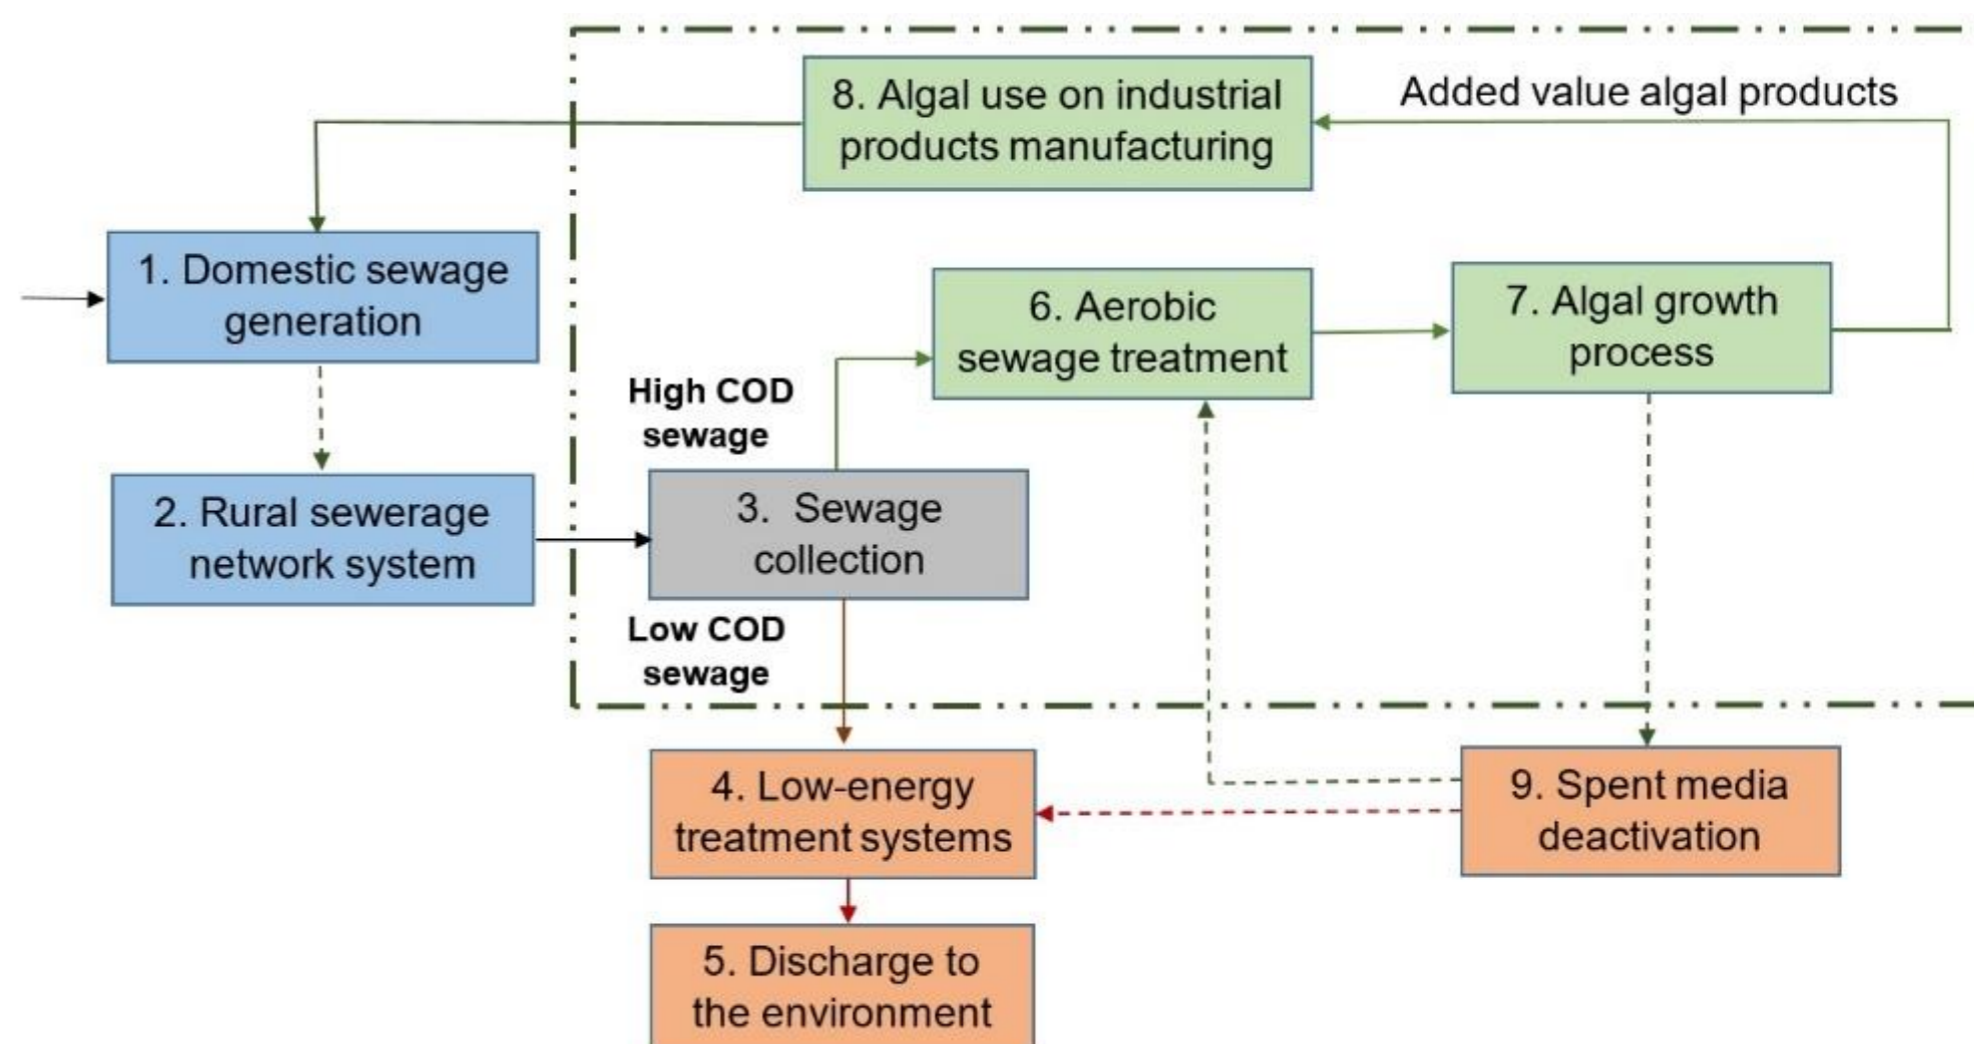 8. Algal use on industrial
products manufacturing
Added value algal products
1. Domestic sewage
generation
6. Aerobic
sewage treatment
7. Algal growth
process
High COD
sewage
2. Rural sewerage
network system
3. Sewage
collection
Low COD
sewage
4. Low-energy
treatment systems
9. Spent media
deactivation
5. Discharge to
the environment